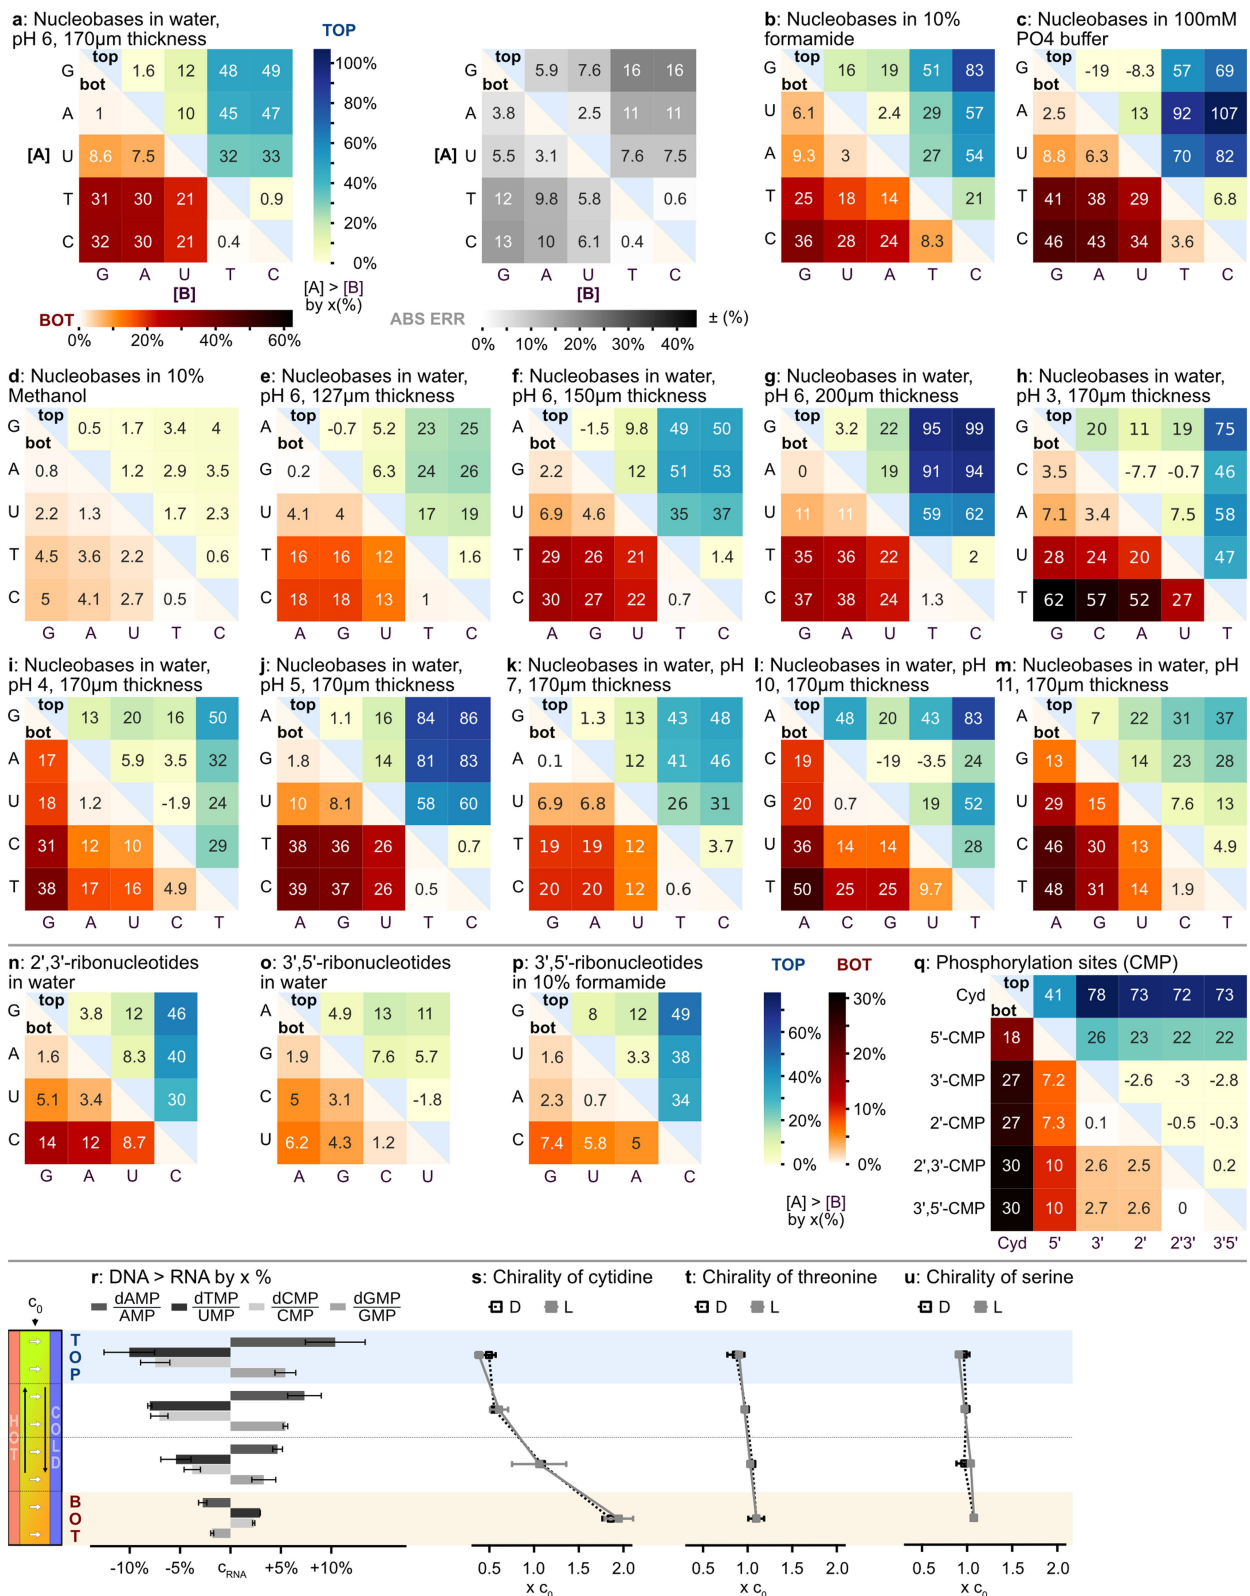 a: Nucleobases in water,
pH 6, 170µm thickness
TOP
top
bot
G 1.6 12 48 49
A 1 10 45 47
[A] U 8.6 7.5 32 33
T 31 30 21 0.9
C 32 30 21 0.4
G A U T C
[B]
100%
80%
60%
40%
20%
0%
[A] > [B]
by x(%)
BOT
0% 20% 40% 60%
top
bot
G 5.9 7.6 16 16
A 3.8 2.5 11 11
[A] U 5.5 3.1 7.6 7.5
T 12 9.8 5.8 0.6
C 13 10 6.1 0.4
G A U T C
[B]
ABS ERR
± (%)
0% 10% 20% 30% 40%
b: Nucleobases in 10%
formamide
top
bot
G 16 19 51 83
U 6.1 2.4 29 57
A 9.3 3 27 54
T 25 18 14 21
C 36 28 24 8.3
G U A T C
c: Nucleobases in 100mM
PO4 buffer
top
bot
G -19 -8.3 57 69
A 2.5 13 92 107
U 8.8 6.3 70 82
T 41 38 29 6.8
C 46 43 34 3.6
G A U T C
d: Nucleobases in 10%
Methanol
top
bot
G 0.5 1.7 3.4 4
A 0.8 1.2 2.9 3.5
U 2.2 1.3 1.7 2.3
T 4.5 3.6 2.2 0.6
C 5 4.1 2.7 0.5
G A U T C
e: Nucleobases in water,
pH 6, 127µm thickness
top
bot
A -0.7 5.2 23 25
G 0.2 6.3 24 26
U 4.1 4 17 19
T 16 16 12 1.6
C 18 18 13 1
A G U T C
f: Nucleobases in water,
pH 6, 150µm thickness
top
bot
A -1.5 9.8 49 50
G 2.2 12 51 53
U 6.9 4.6 35 37
T 29 26 21 1.4
C 30 27 22 0.7
A G U T C
g: Nucleobases in water,
pH 6, 200µm thickness
top
bot
G 3.2 22 95 99
A 0 19 91 94
U 11 11 59 62
T 35 36 22 2
C 37 38 24 1.3
G A U T C
h: Nucleobases in water,
pH 3, 170µm thickness
top
bot
G 20 11 19 75
C 3.5 -7.7 -0.7 46
A 7.1 3.4 7.5 58
U 28 24 20 47
T 62 57 52 27
G C A U T
i: Nucleobases in water,
pH 4, 170µm thickness
top
bot
G 13 20 16 50
A 17 5.9 3.5 32
U 18 1.2 -1.9 24
C 31 12 10 29
T 38 17 16 4.9
G A U C T
j: Nucleobases in water,
pH 5, 170µm thickness
top
bot
A 1.1 16 84 86
G 1.8 14 81 83
U 10 8.1 58 60
T 38 36 26 0.7
C 39 37 26 0.5
A G U T C
k: Nucleobases in water, pH
7, 170µm thickness
top
bot
G 1.3 13 43 48
A 0.1 12 41 46
U 6.9 6.8 26 31
T 19 19 12 3.7
C 20 20 12 0.6
G A U T C
l: Nucleobases in water, pH
10, 170µm thickness
top
bot
A 48 20 43 83
C 19 -19 -3.5 24
G 20 0.7 19 52
U 36 14 14 28
T 50 25 25 9.7
A C G U T
m: Nucleobases in water, pH
11, 170µm thickness
top
bot
A 7 22 31 37
G 13 14 23 28
U 29 15 7.6 13
C 46 30 13 4.9
T 48 31 14 1.9
A G U C T
n: 2',3'-ribonucleotides
in water
top
bot
G 3.8 12 46
A 1.6 8.3 40
U 5.1 3.4 30
C 14 12 8.7
G A U C
o: 3',5'-ribonucleotides
in water
top
bot
A 4.9 13 11
G 1.9 7.6 5.7
C 5 3.1 -1.8
U 6.2 4.3 1.2
A G C U
p: 3',5'-ribonucleotides
in 10% formamide
top
bot
G 8 12 49
U 1.6 3.3 38
A 2.3 0.7 34
C 7.4 5.8 5
G U A C
TOP BOT
60%
40%
20%
0%
30%
20%
10%
0%
[A] > [B]
by x(%)
q: Phosphorylation sites (CMP)
top
bot
Cyd 41 78 73 72 73
5'-CMP 18 26 23 22 22
3'-CMP 27 7.2 -2.6 -3 -2.8
2'-CMP 27 7.3 0.1 -0.5 -0.3
2',3'-CMP 30 10 2.6 2.5 0.2
3',5'-CMP 30 10 2.7 2.6 0
Cyd 5' 3' 2' 2'3' 3'5'
r: DNA > RNA by x %
dAMP dTMP dCMP dGMP
AMP UMP CMP GMP
c0
HOT
COLD
TOP
BOT
-10% -5% cRNA +5% +10%
s: Chirality of cytidine
D L
0.5 1.0 1.5 2.0
x c0
t: Chirality of threonine
D L
0.5 1.0 1.5 2.0
x c0
u: Chirality of serine
D L
0.5 1.0 1.5 2.0
x c0